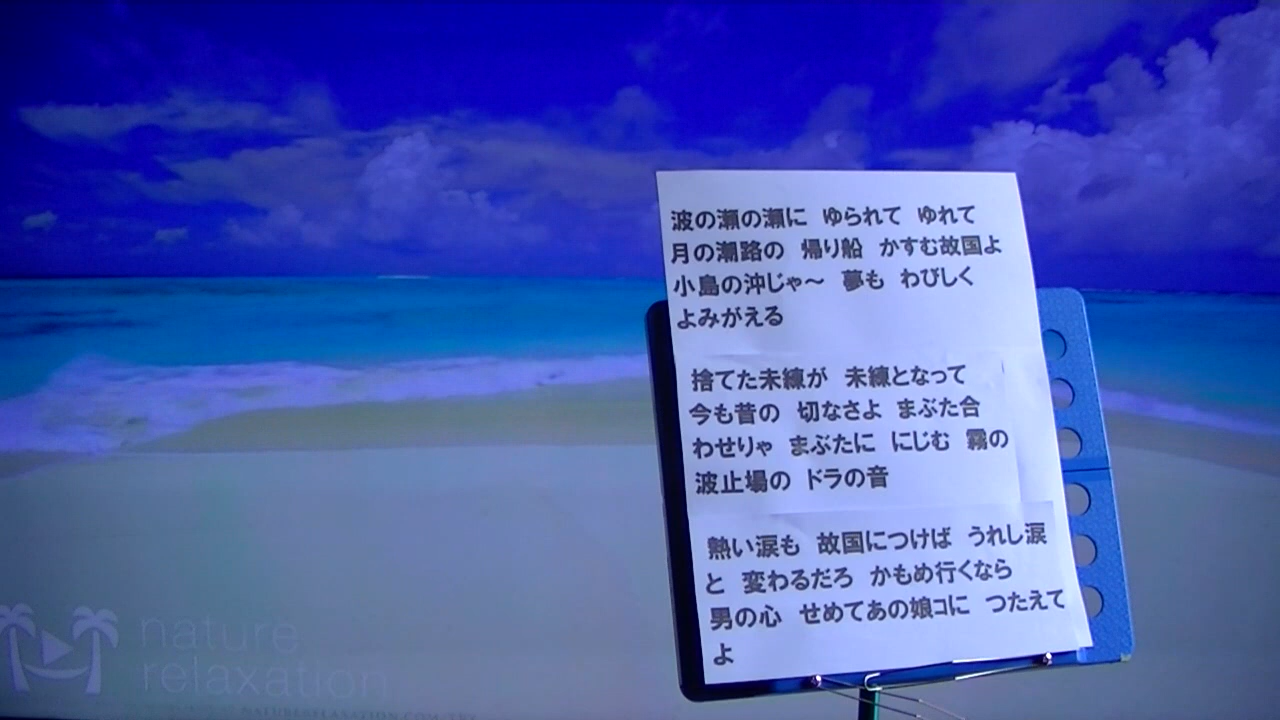 波の瀬の瀬に ゆられて ゆれて
月の潮路の 帰り船 かすむ故国よ
小島の沖じゃ～ 夢も わびしく
よみがえる
捨てた未練が 未練となって
今も昔の 切なさよ まぶた合
わせりゃ まぶたに にじむ 霧の
波止場の ドラの音
熱い涙も 故国につけば うれし涙
と 変わるだろ かもめ行くなら
男の心 せめてあの娘コに つたえて
よ
nature
relaxation